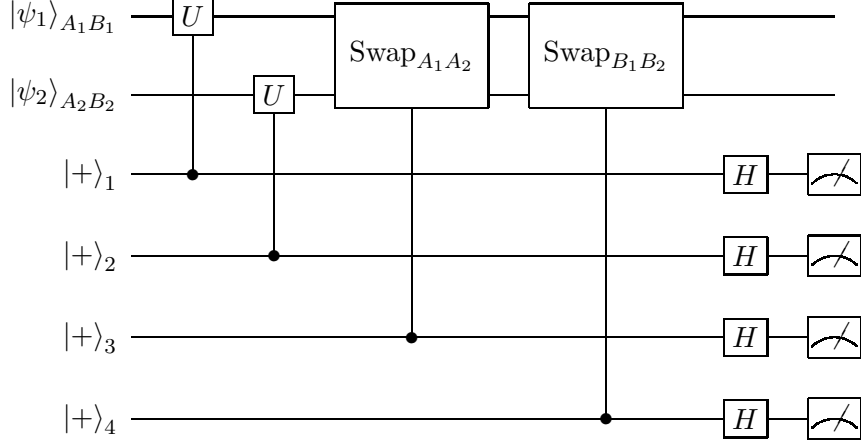 |ψ₁⟩_{A₁B₁} U
Swap_{A₁A₂} Swap_{B₁B₂}
|ψ₂⟩_{A₂B₂} U
|+⟩₁ H
|+⟩₂ H
|+⟩₃ H
|+⟩₄ H